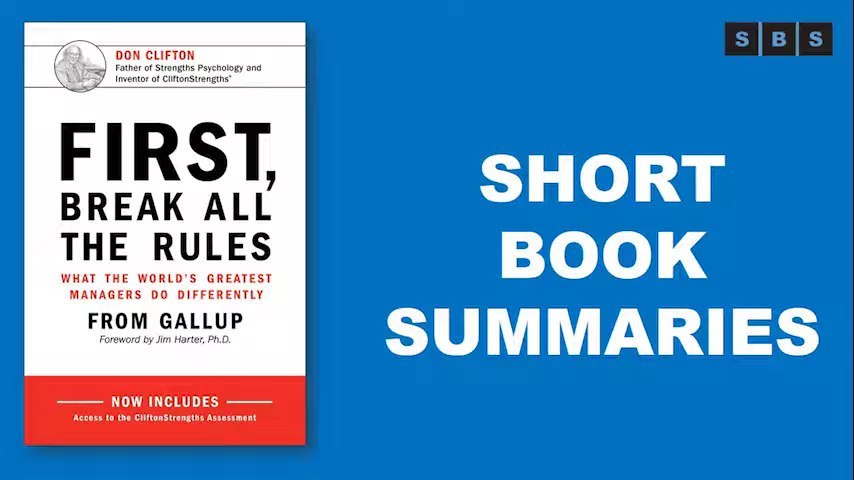 DON CLIFTON
Father of Strengths Psychology and
Inventor of CliftonStrengths®
FIRST,
BREAK ALL
THE RULES
WHAT THE WORLD'S GREATEST
MANAGERS DO DIFFERENTLY
FROM GALLUP
Foreword by Jim Harter, Ph.D.
NOW INCLUDES
Access to the CliftonStrengths Assessment
SBS
SHORT
BOOK
SUMMARIES